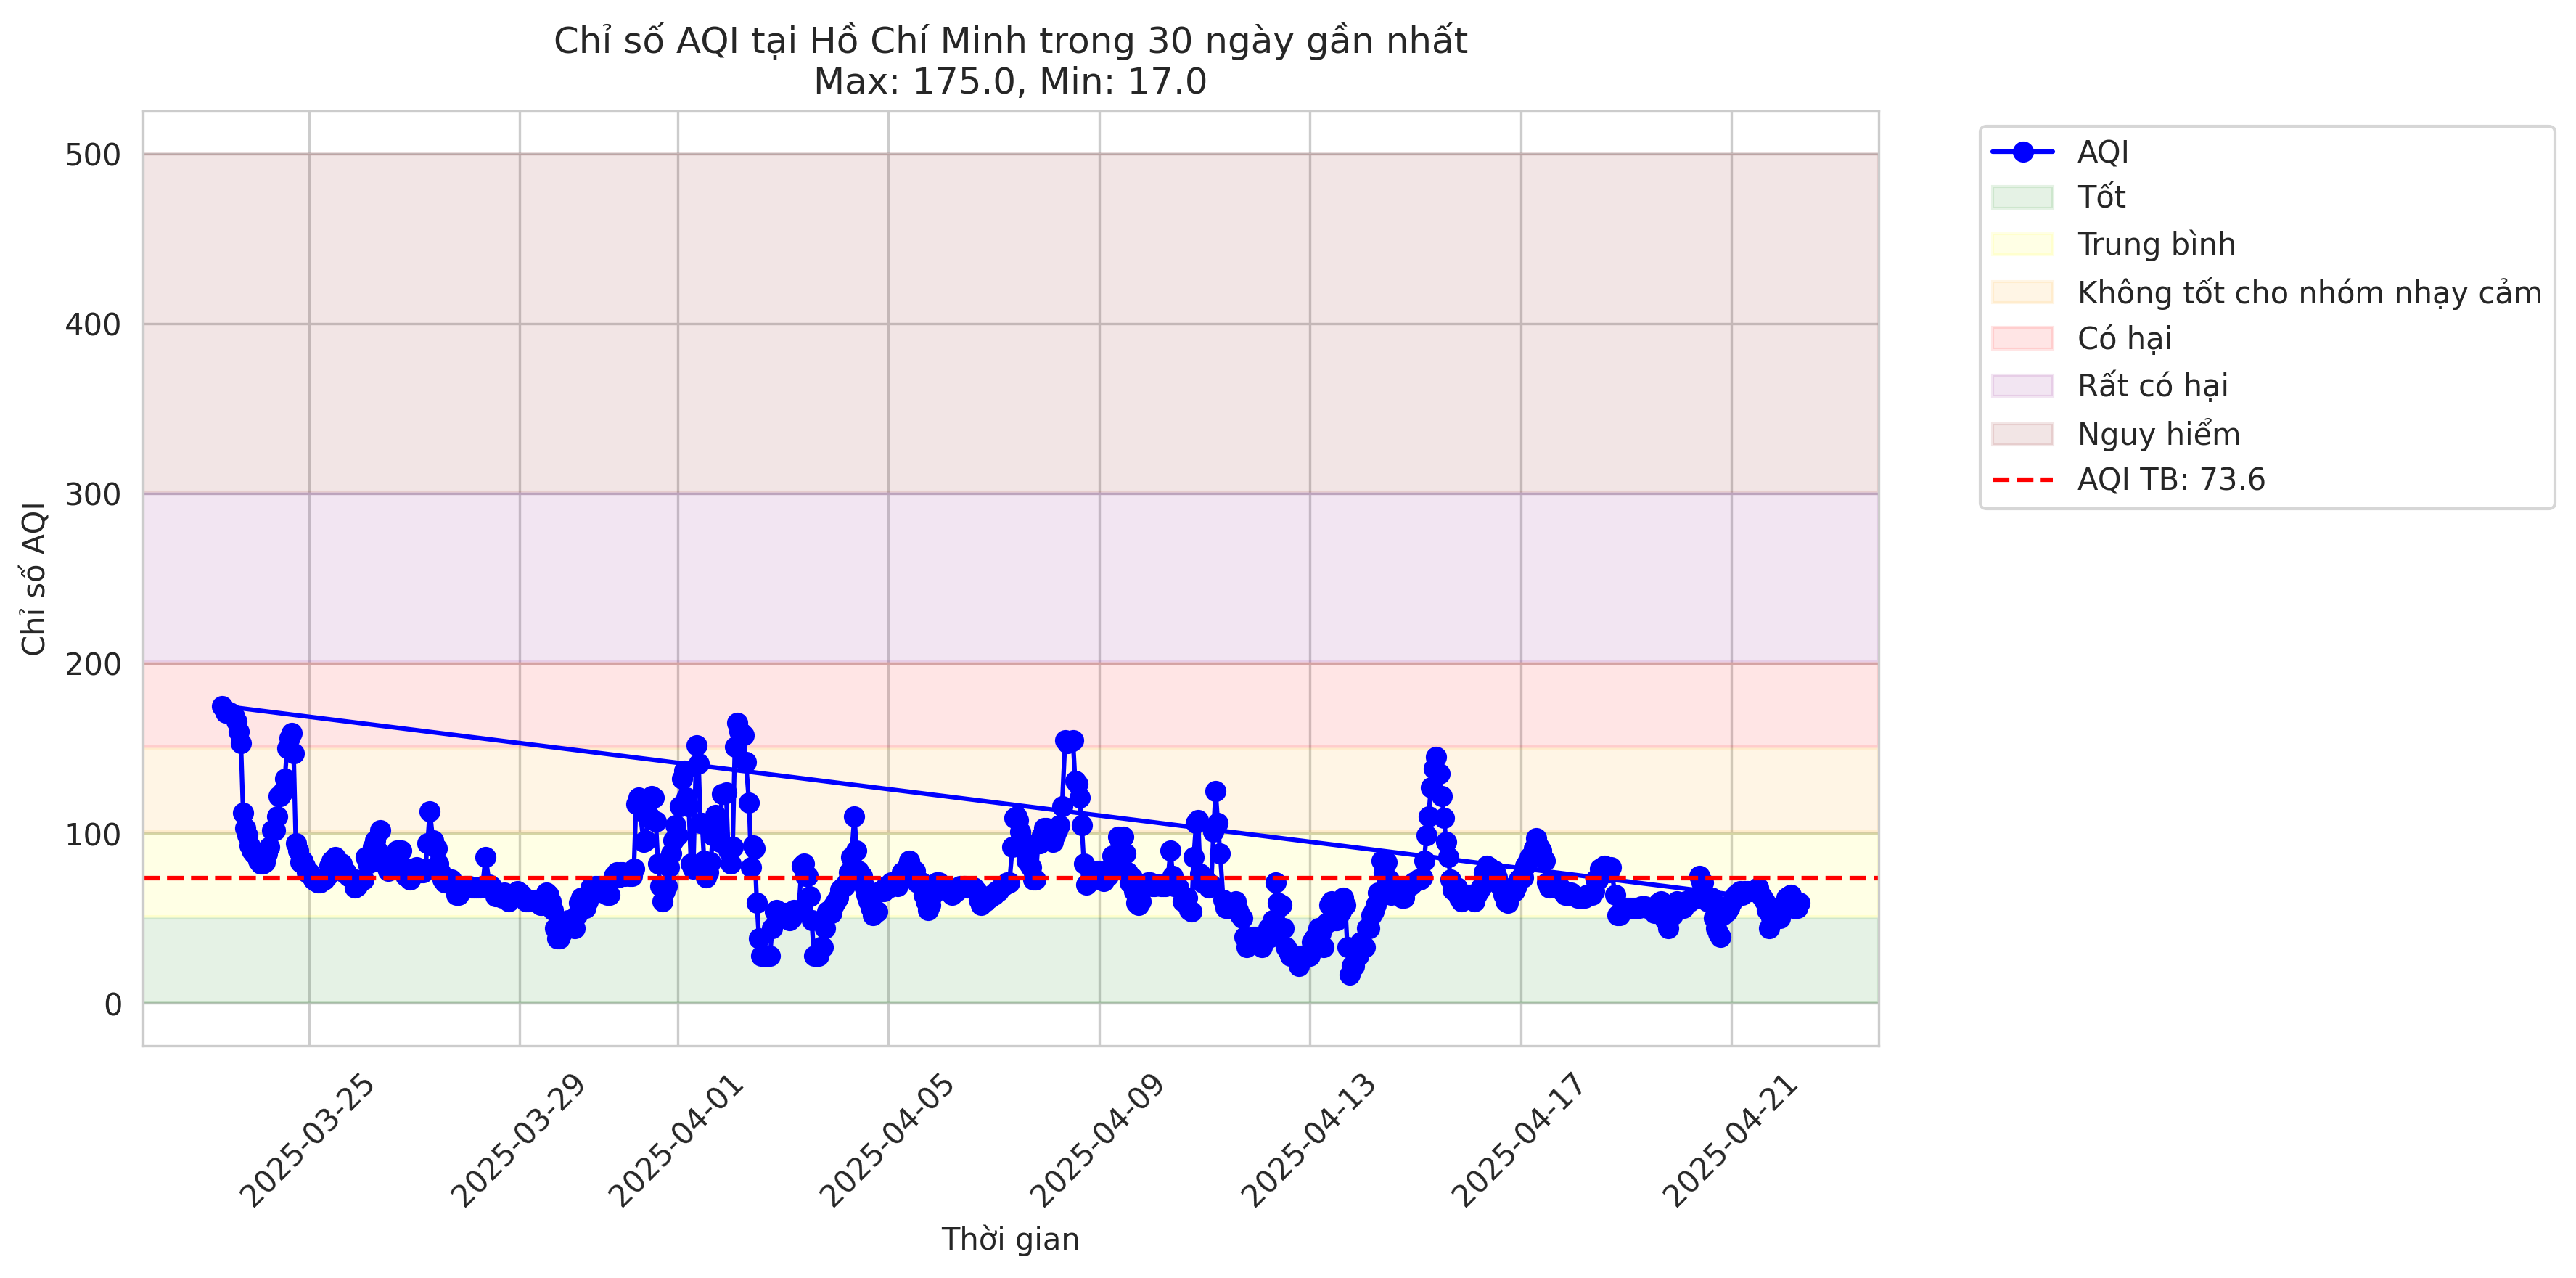 Chỉ số AQI tại Hồ Chí Minh trong 30 ngày gần nhất
Max: 175.0, Min: 17.0
Chỉ số AQI
500
400
300
200
100
0
2025-03-25
2025-03-29
2025-04-01
2025-04-05
2025-04-09
2025-04-13
2025-04-17
2025-04-21
Thời gian
AQI
Tốt
Trung bình
Không tốt cho nhóm nhạy cảm
Có hại
Rất có hại
Nguy hiểm
AQI TB: 73.6